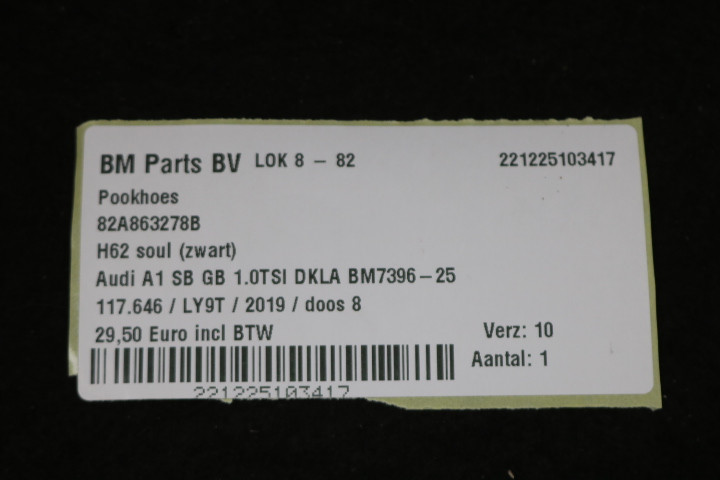 BM Parts BV LOK 8 - 82 221225103417
Pookhoes
82A863278B
H62 soul (zwart)
Audi A1 SB GB 1.0TSI DKLA BM7396-25
117.646 / LY9T / 2019 / doos 8
29,50 Euro incl BTW Verz: 10
Aantal: 1
221225103417